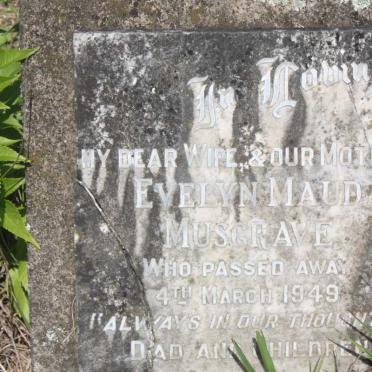 In Lovin
My dear Wife, & our Mot
Evelyn Maud
Musgrave
Who passed away
4th March 1949
"Always in our though
Dad and children